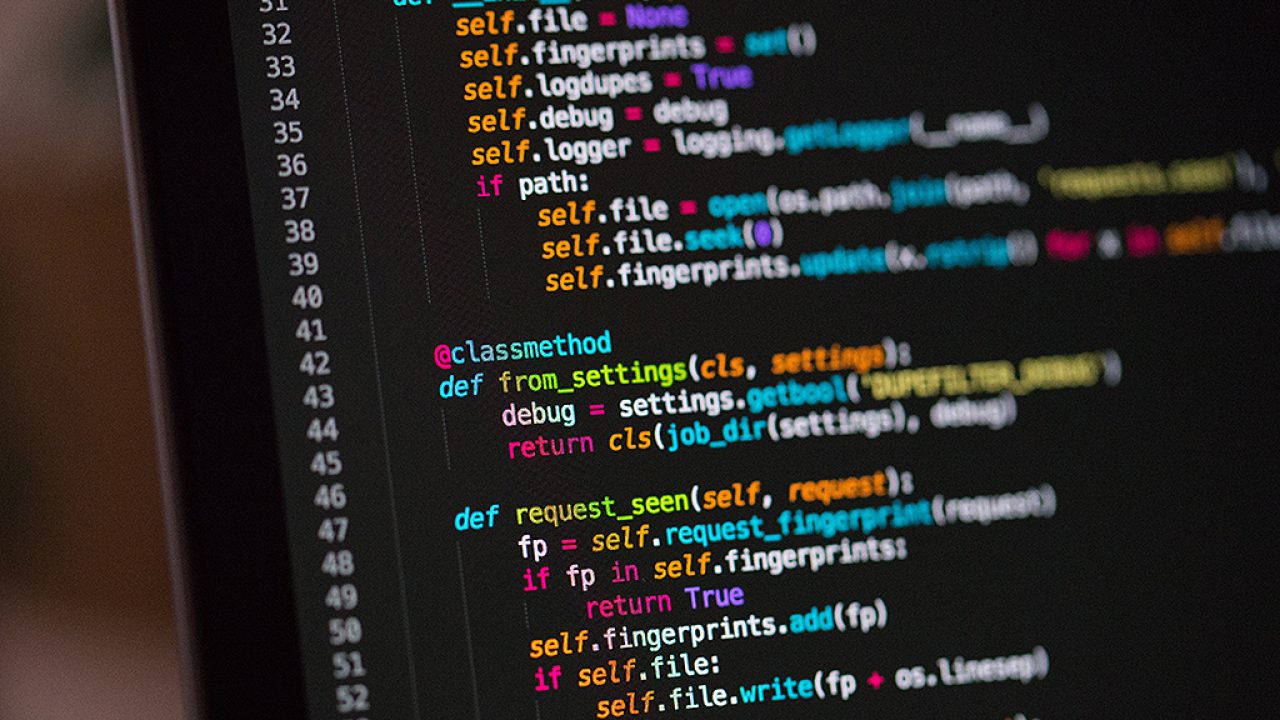 31 def __init__(
32 self.file = None
33 self.fingerprints = set()
34 self.logdupes = True
35 self.debug = debug
36 self.logger = logging.getLogger(__name__)
37 if path:
38 self.file = open(os.path.join(path, 'requests.seen'),
39 self.file.seek(0)
40 self.fingerprints.update(x.rstrip() for x in self.file
41
42 @classmethod
43 def from_settings(cls, settings):
44 debug = settings.getbool('DUPEFILTER_DEBUG')
45 return cls(job_dir(settings), debug)
46
47 def request_seen(self, request):
48 fp = self.request_fingerprint(request)
49 if fp in self.fingerprints:
50 return True
51 self.fingerprints.add(fp)
52 if self.file:
self.file.write(fp + os.linesep)